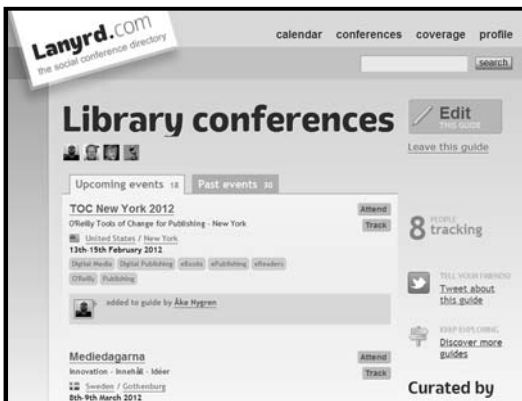 Lanyrd.com
the social conference directory
calendar conferences coverage profile
search
Library conferences
Edit
THIS GUIDE
Leave this guide
Upcoming events 18
Past events 30
TOC New York 2012
Attend
O'Reilly Tools of Change for Publishing - New York
Track
United States / New York
13th-15th February 2012
Digital Media Digital Publishing eBooks ePublishing eReaders
O'Reilly Publishing
added to guide by Åke Nygren
8 PEOPLE
tracking
TELL YOUR FRIENDS
Tweet about
this guide
KEEP EXPLORING
Discover more
guides
Mediedagarna
Attend
Innovation - Innehåll - Idéer
Track
Sweden / Gothenburg
8th-9th March 2012
Curated by